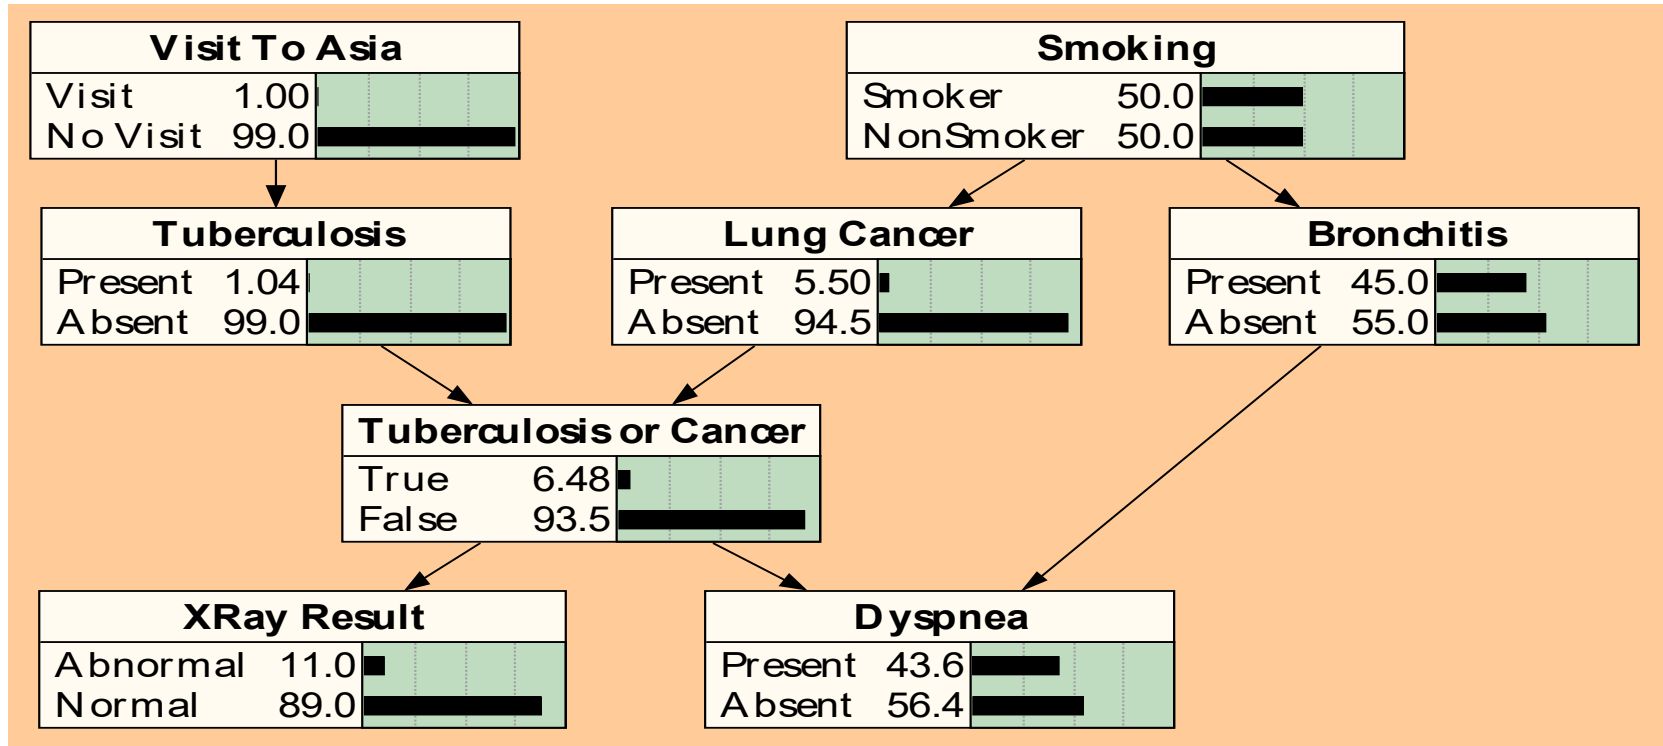 Visit To Asia
Visit 1.00
No Visit 99.0
Smoking
Smoker 50.0
NonSmoker 50.0
Tuberculosis
Present 1.04
Absent 99.0
Lung Cancer
Present 5.50
Absent 94.5
Bronchitis
Present 45.0
Absent 55.0
Tuberculosis or Cancer
True 6.48
False 93.5
XRay Result
Abnormal 11.0
Normal 89.0
Dyspnea
Present 43.6
Absent 56.4